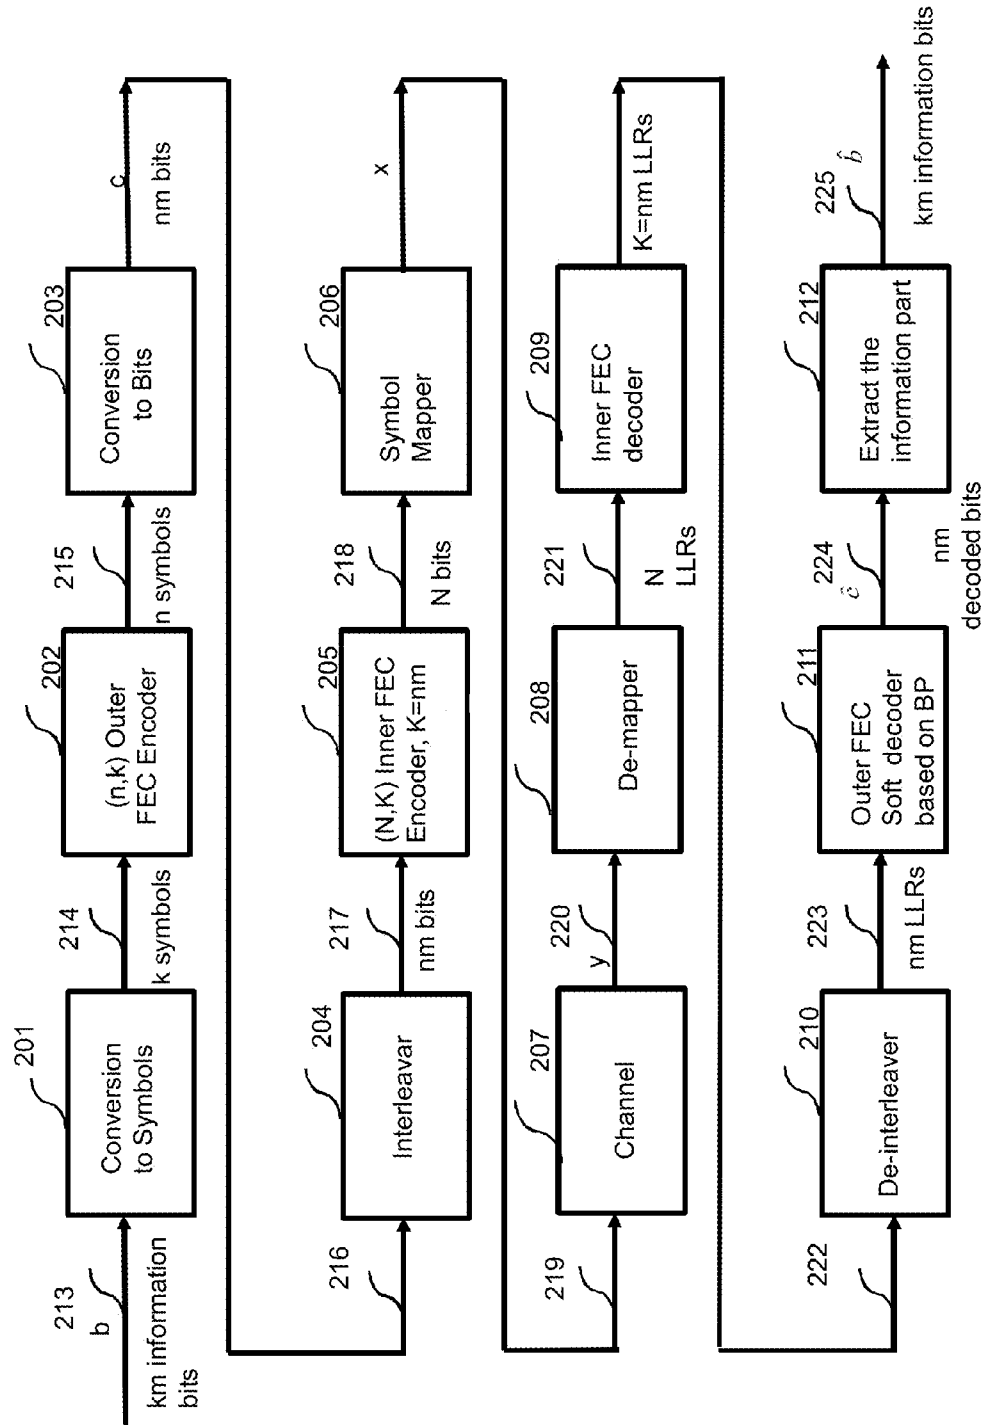 213
b
km information
bits
201
Conversion
to Symbols
214
k symbols
202
(n,k) Outer
FEC Encoder
215
n symbols
203
Conversion
to Bits
c
nm bits
216
204
Interleavar
217
nm bits
205
(N,K) Inner FEC
Encoder, K=nm
218
N bits
206
Symbol
Mapper
x
219
207
Channel
220
y
208
De-mapper
221
N
LLRs
209
Inner FEC
decoder
K=nm LLRs
222
210
De-interleaver
223
nm LLRs
211
Outer FEC
Soft decoder
based on BP
224
ĉ
nm
decoded bits
212
Extract the
information part
225
b̂
km information bits